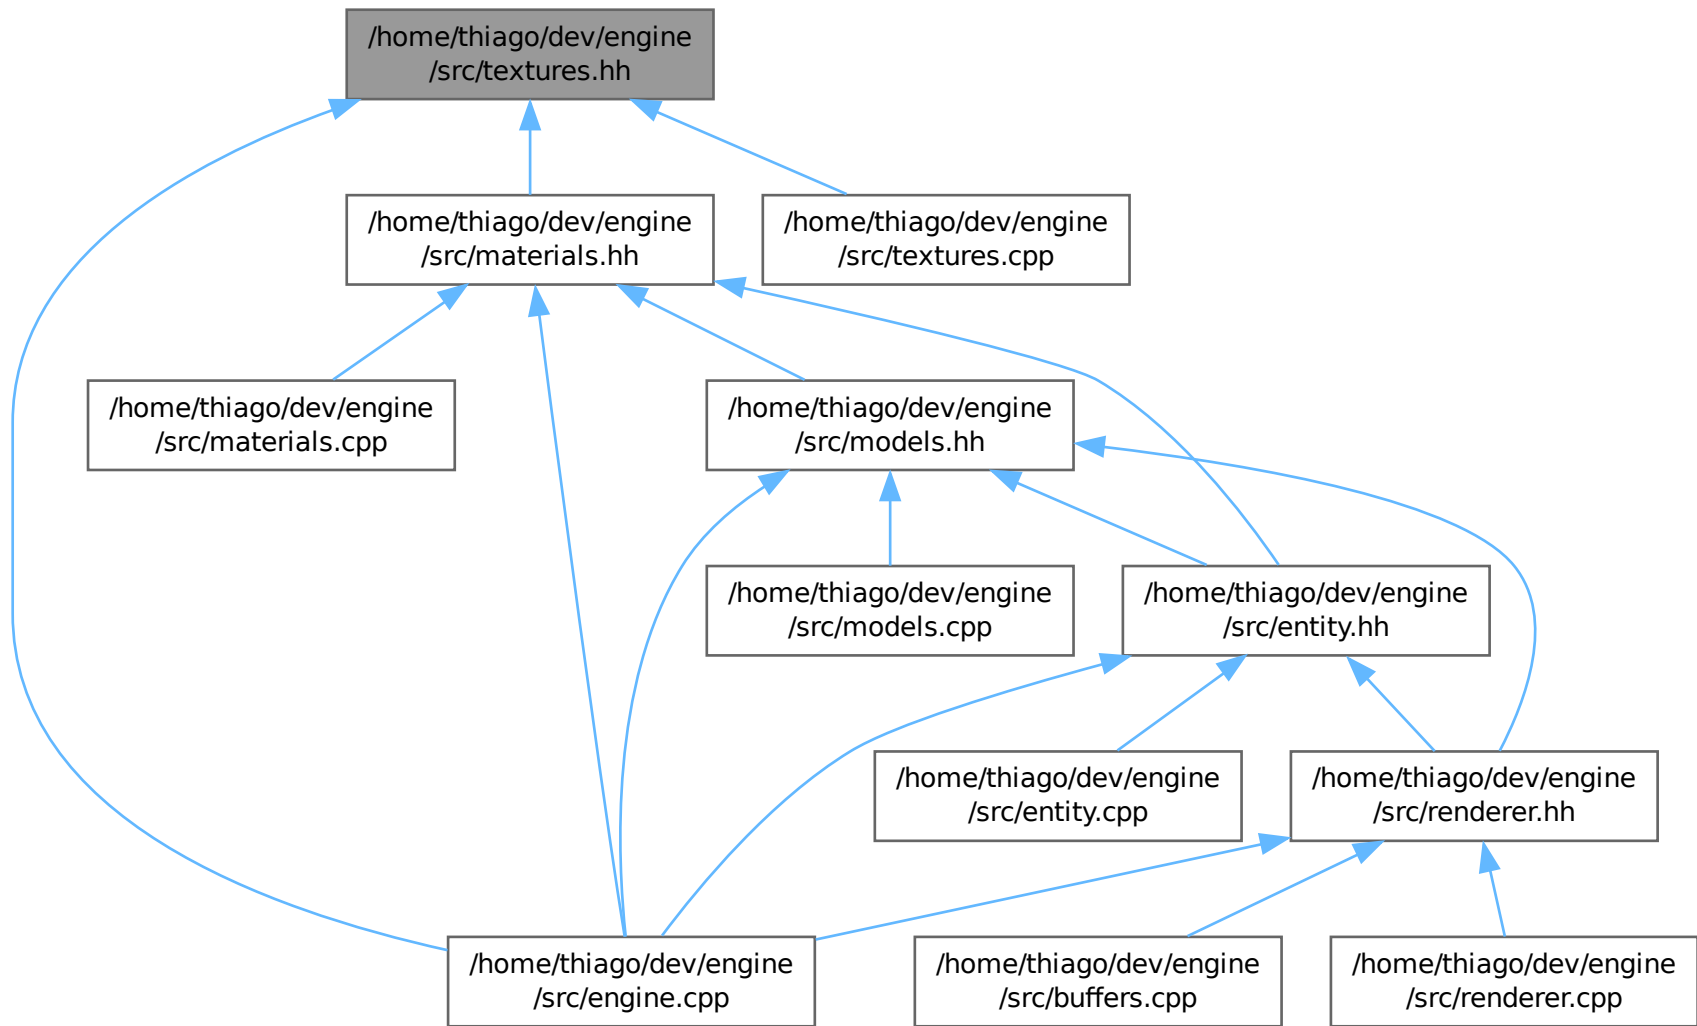 /home/thiago/dev/engine
/src/textures.hh
/home/thiago/dev/engine
/src/materials.hh
/home/thiago/dev/engine
/src/textures.cpp
/home/thiago/dev/engine
/src/materials.cpp
/home/thiago/dev/engine
/src/models.hh
/home/thiago/dev/engine
/src/models.cpp
/home/thiago/dev/engine
/src/entity.hh
/home/thiago/dev/engine
/src/entity.cpp
/home/thiago/dev/engine
/src/renderer.hh
/home/thiago/dev/engine
/src/engine.cpp
/home/thiago/dev/engine
/src/buffers.cpp
/home/thiago/dev/engine
/src/renderer.cpp